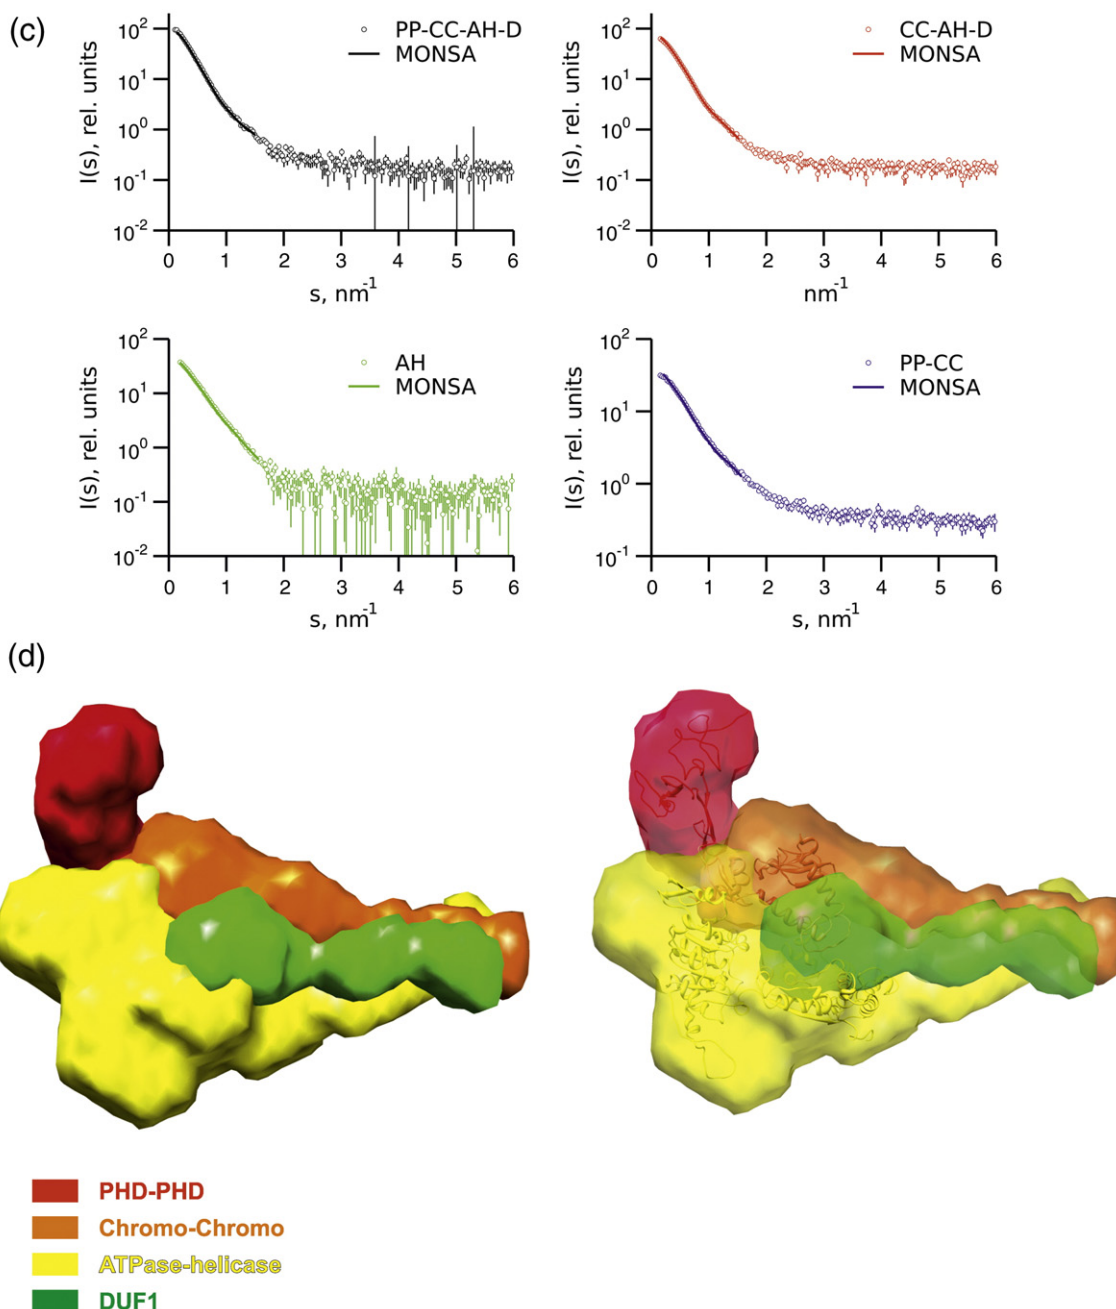 (c)
I(s), rel. units
10² 10¹ 10⁰ 10⁻¹ 10⁻²
PP-CC-AH-D
MONSA
0 1 2 3 4 5 6
s, nm⁻¹
I(s), rel. units
10² 10¹ 10⁰ 10⁻¹ 10⁻²
CC-AH-D
MONSA
0 1 2 3 4 5 6
nm⁻¹
I(s), rel. units
10² 10¹ 10⁰ 10⁻¹ 10⁻²
AH
MONSA
0 1 2 3 4 5 6
s, nm⁻¹
I(s), rel. units
10² 10¹ 10⁰ 10⁻¹
PP-CC
MONSA
0 1 2 3 4 5 6
s, nm⁻¹
(d)
PHD-PHD
Chromo-Chromo
ATPase-helicase
DUF1